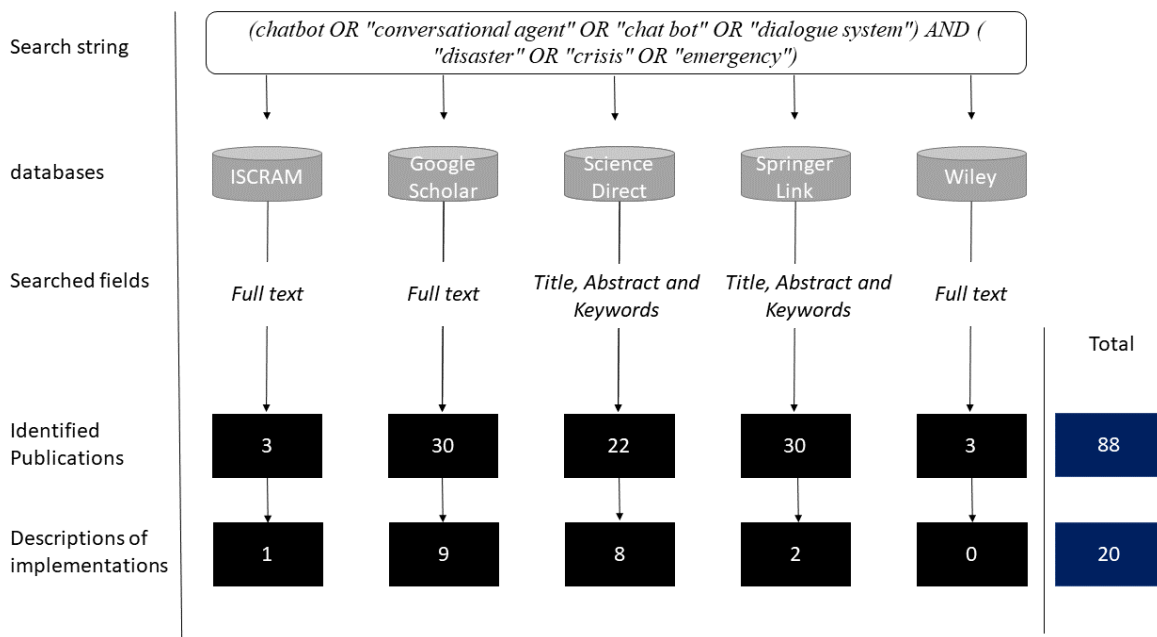 Search string
(chatbot OR "conversational agent" OR "chat bot" OR "dialogue system") AND (
"disaster" OR "crisis" OR "emergency")
databases
ISCRAM
Google
Scholar
Science
Direct
Springer
Link
Wiley
Searched fields
Full text
Full text
Title, Abstract and
Keywords
Title, Abstract and
Keywords
Full text
Total
Identified
Publications
3
30
22
30
3
88
Descriptions of
implementations
1
9
8
2
0
20